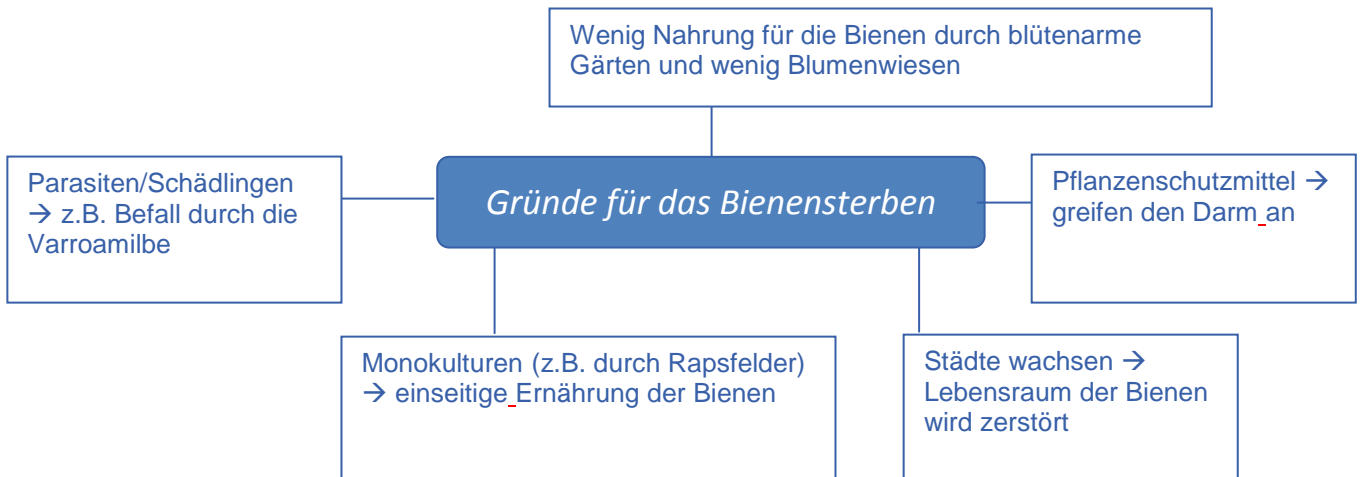 Wenig Nahrung für die Bienen durch blütenarme
Gärten und wenig Blumenwiesen
Parasiten/Schädlingen
→ z.B. Befall durch die
Varroamilbe
Gründe für das Bienensterben
Pflanzenschutzmittel →
greifen den Darm an
Monokulturen (z.B. durch Rapsfelder)
→ einseitige Ernährung der Bienen
Städte wachsen →
Lebensraum der Bienen
wird zerstört